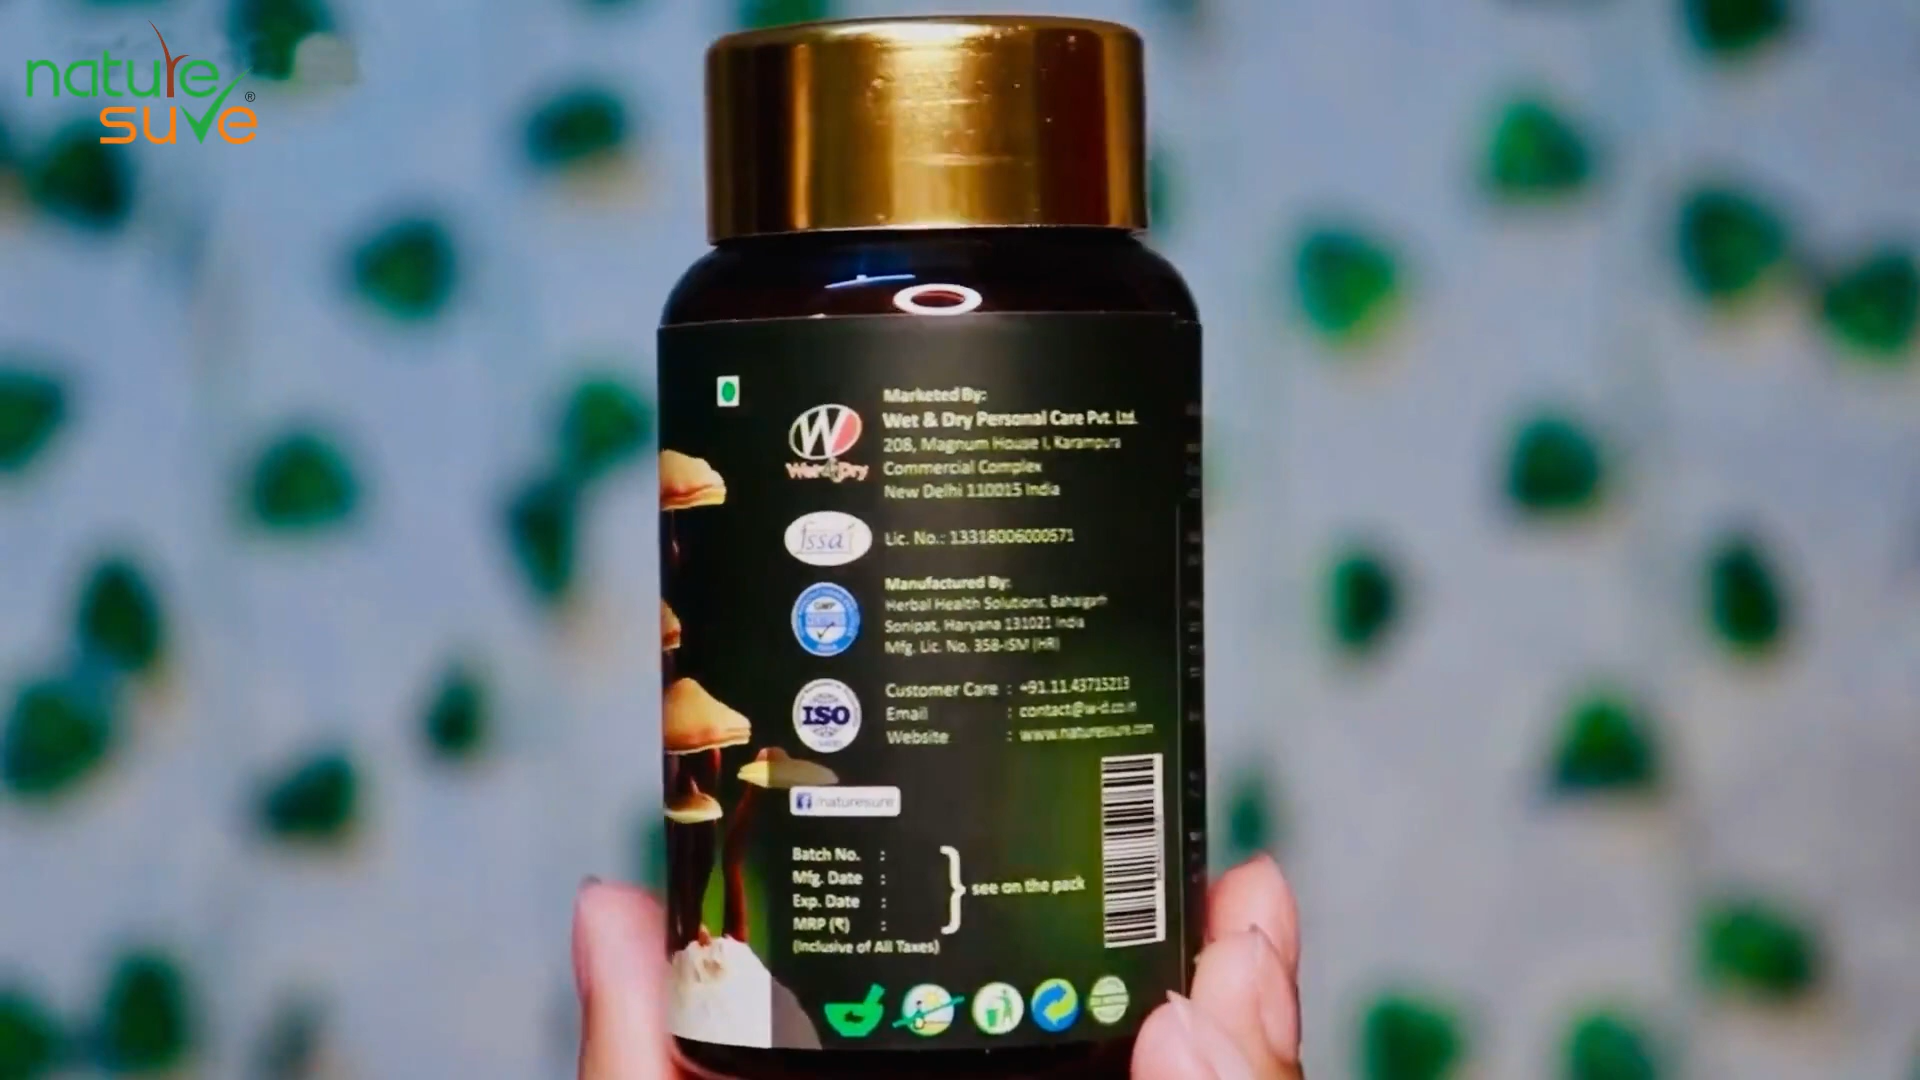 nature
sure®
Marketed By:
Wet & Dry Personal Care Pvt. Ltd.
208, Magnum House I, Karampura
Commercial Complex
New Delhi 110015 India
W
Wet & Dry
fssai
Lic. No.: 13318006000571
Manufactured By:
Herbal Health Solutions, Bahalgarh
Sonipat, Haryana 131021 India
Mfg. Lic. No. 358-ISM (HR)
GMP
ISO
Customer Care : +91.11.43715213
Email : contact@w-d.co.in
Website : www.naturesure.com
f /naturesure
Batch No. :
Mfg. Date :
Exp. Date :
MRP (₹) :
(Inclusive of All Taxes)
} see on the pack